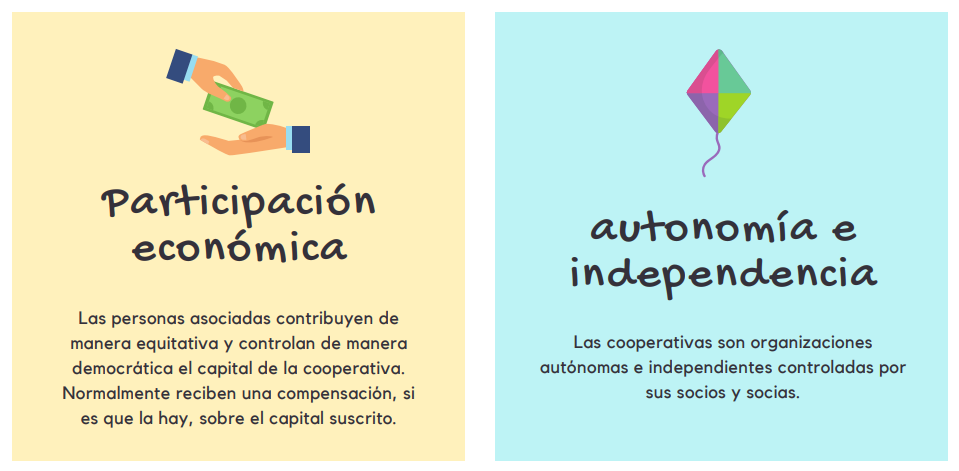 Participación
económica
Las personas asociadas contribuyen de
manera equitativa y controlan de manera
democrática el capital de la cooperativa.
Normalmente reciben una compensación, si
es que la hay, sobre el capital suscrito.
autonomía e
independencia
Las cooperativas son organizaciones
autónomas e independientes controladas por
sus socios y socias.